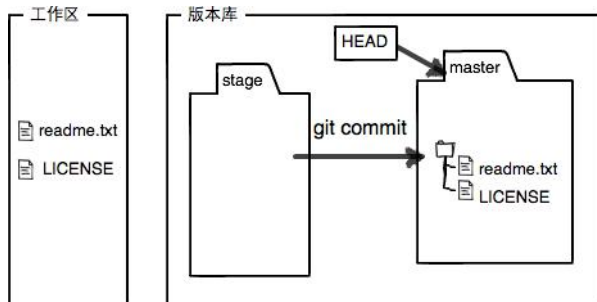 工作区
readme.txt
LICENSE
版本库
stage
git commit
HEAD
master
readme.txt
LICENSE